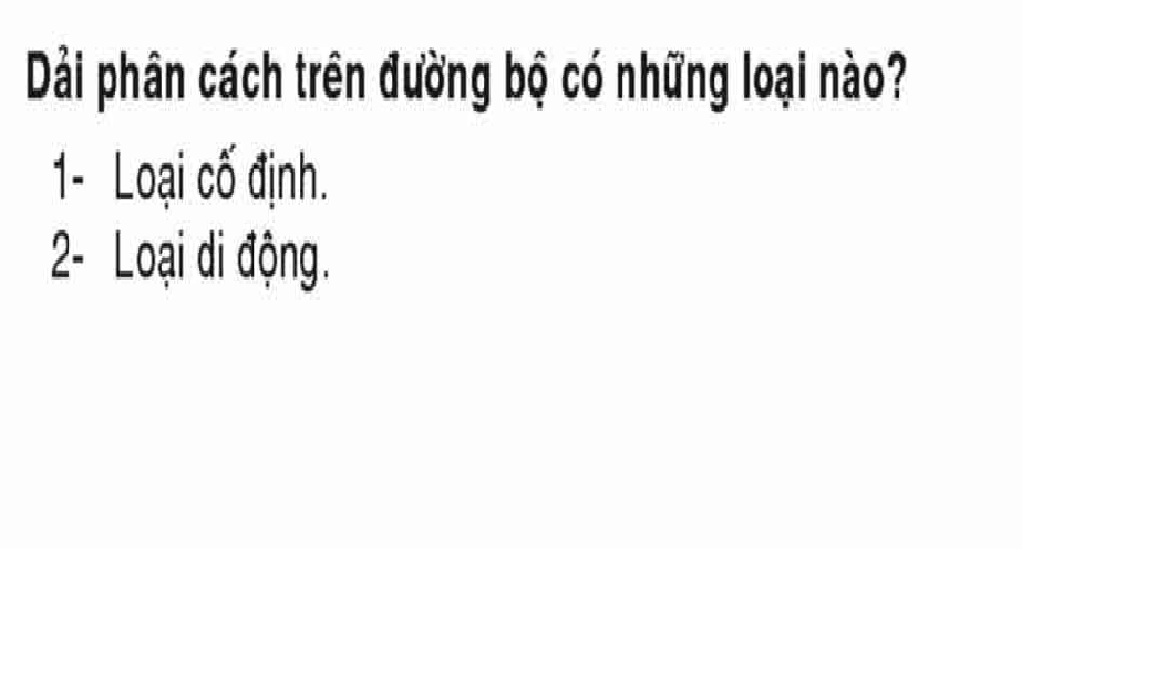 Dải phân cách trên đường bộ có những loại nào?
1- Loại cố định.
2- Loại di động.